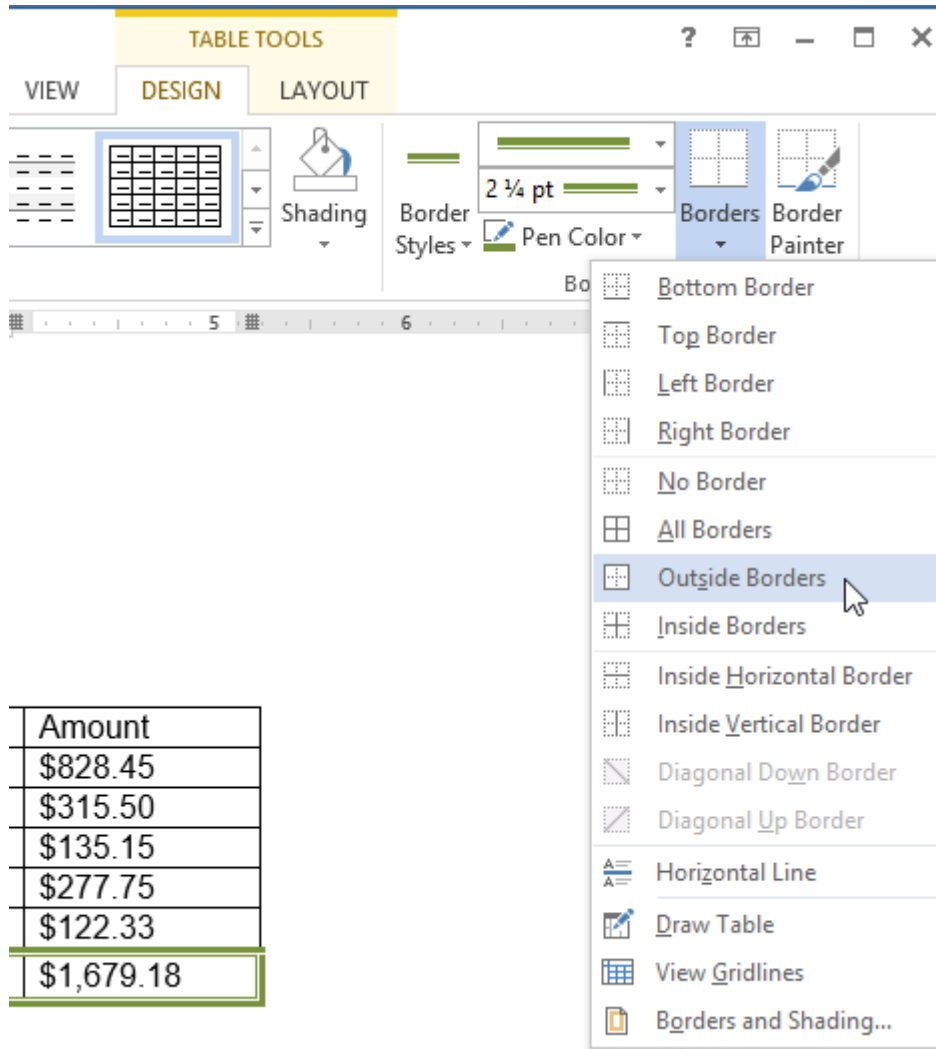 TABLE TOOLS
?
VIEW DESIGN LAYOUT
2 ¼ pt
Shading Border Styles Pen Color Borders Border Painter
Bo
5 6
Bottom Border
Top Border
Left Border
Right Border
No Border
All Borders
Outside Borders
Inside Borders
Inside Horizontal Border
Inside Vertical Border
Diagonal Down Border
Diagonal Up Border
Horizontal Line
Draw Table
View Gridlines
Borders and Shading...
Amount
$828.45
$315.50
$135.15
$277.75
$122.33
$1,679.18